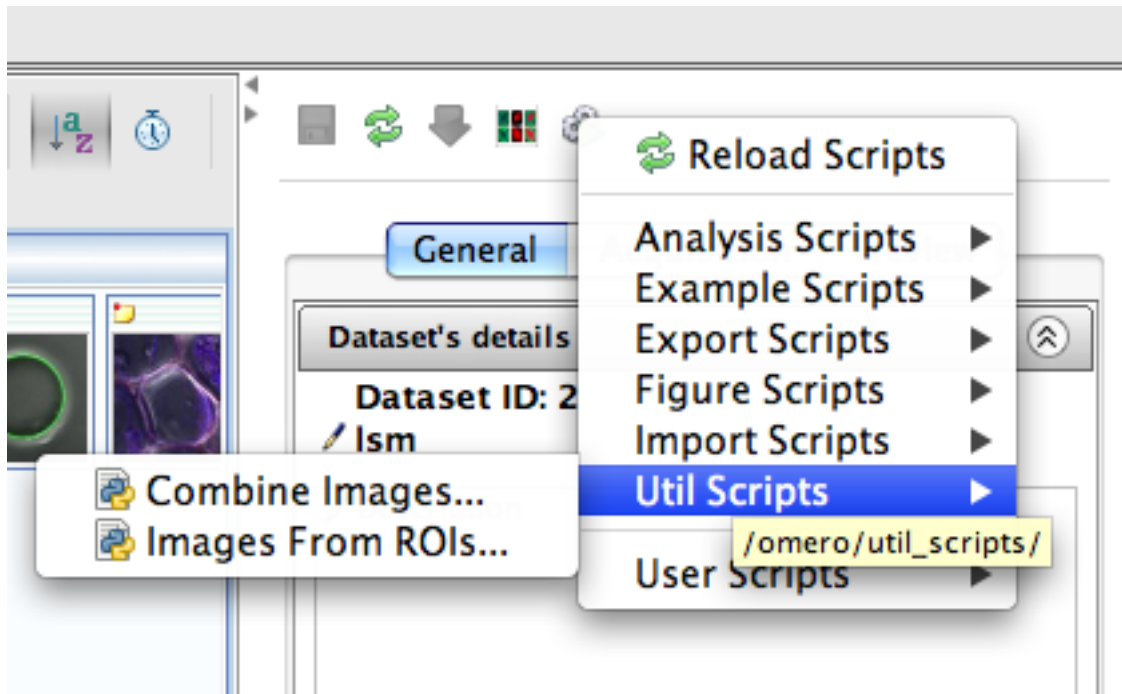 a
z
Reload Scripts
General
Analysis Scripts
Example Scripts
Dataset's details
Export Scripts
Dataset ID: 2
Figure Scripts
lsm
Import Scripts
Combine Images...
Util Scripts
Images From ROIs...
/omero/util_scripts/
User Scripts